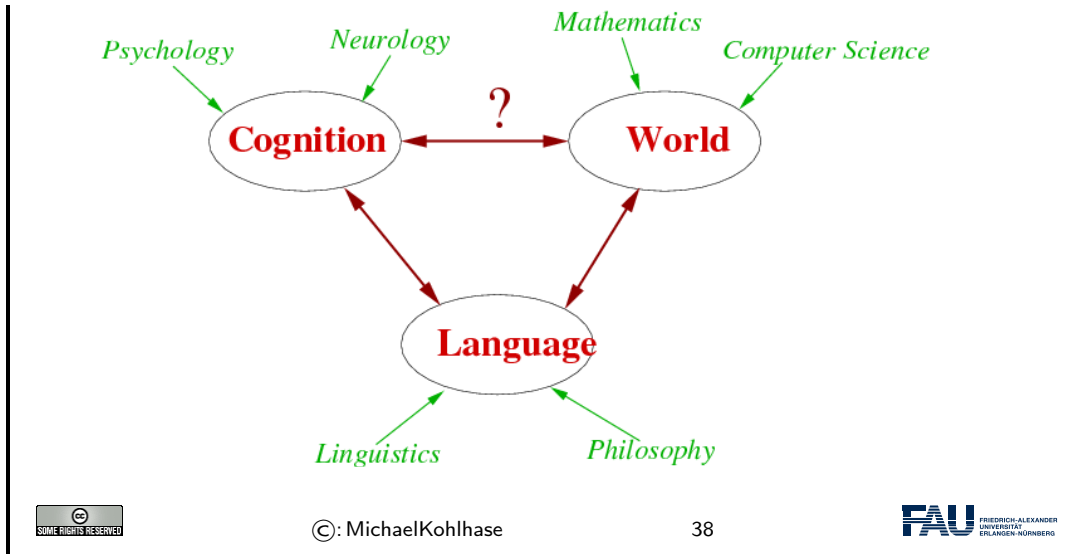 Mathematics
Neurology
Psychology
Computer Science
?
Cognition
World
Language
Linguistics
Philosophy
cc
SOME RIGHTS RESERVED
©: MichaelKohlhase
38
FAU
FRIEDRICH-ALEXANDER
UNIVERSITÄT
ERLANGEN-NÜRNBERG